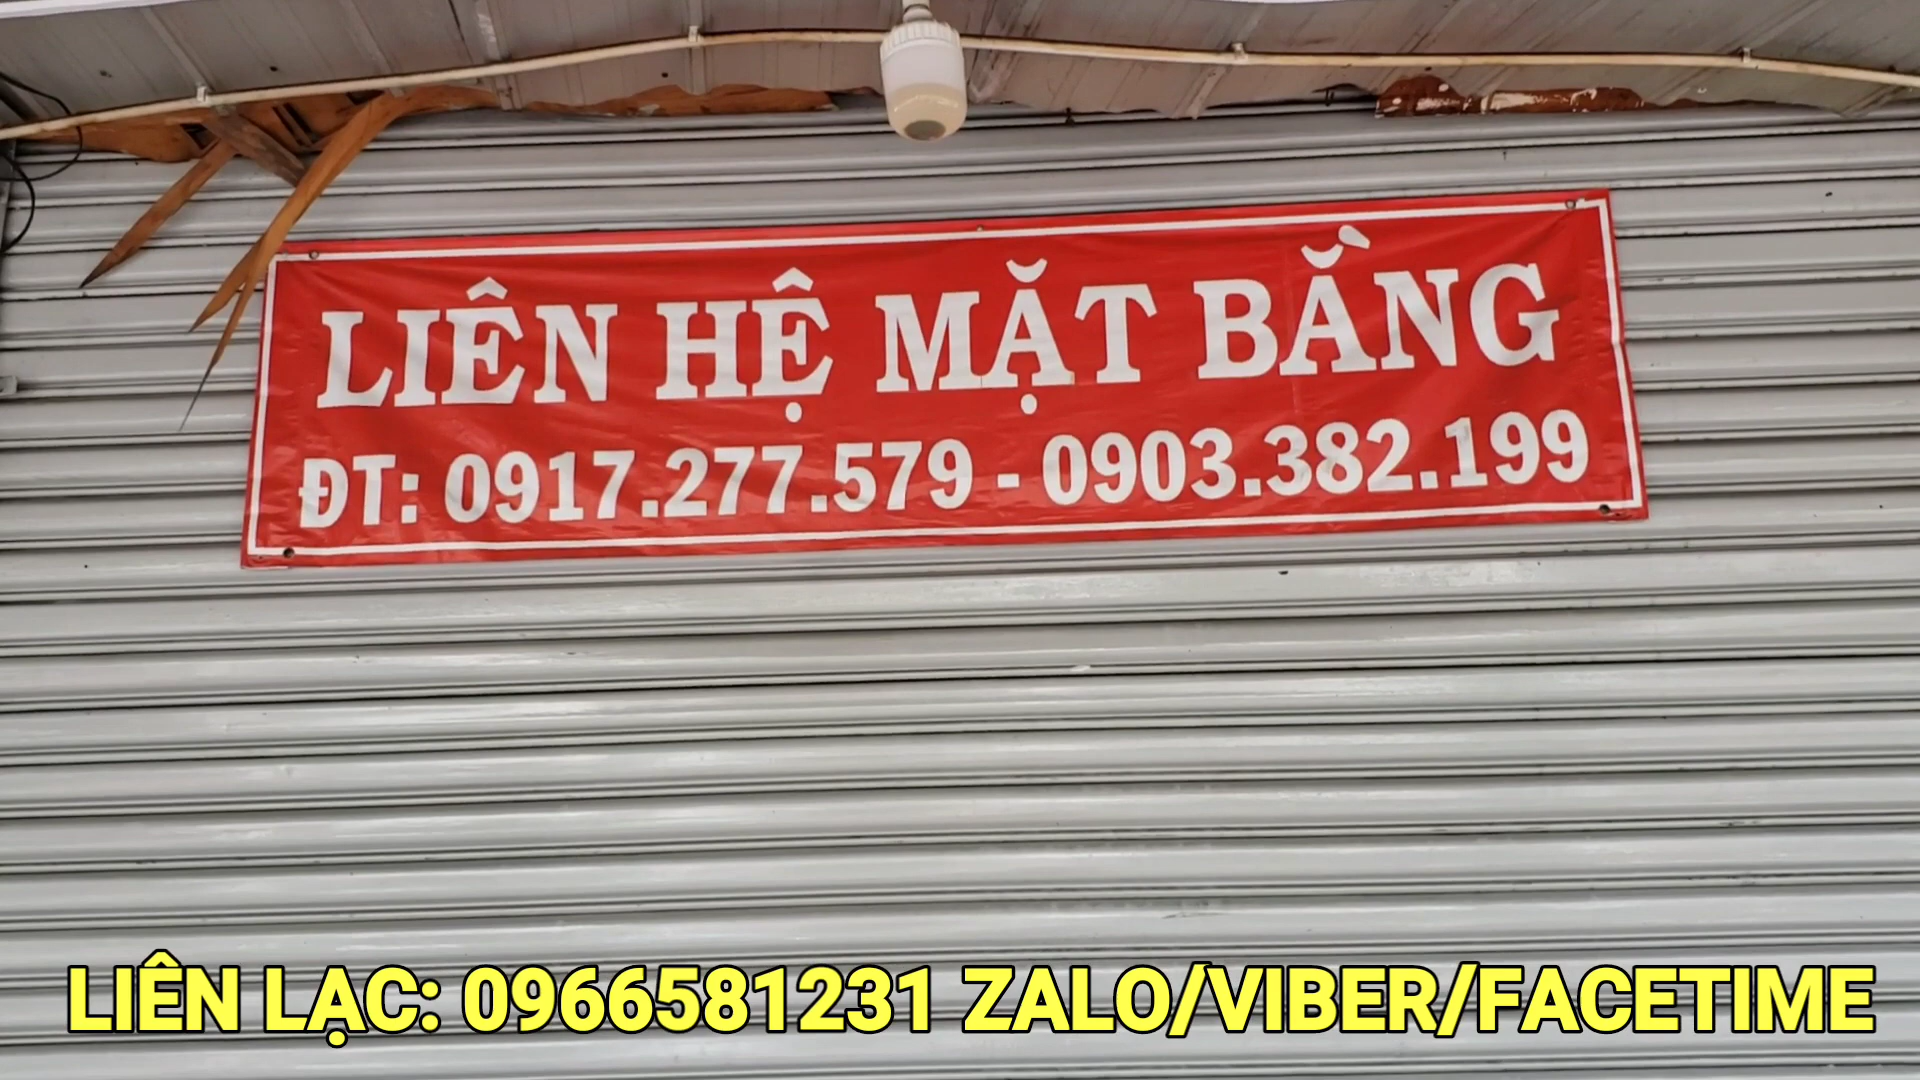 LIÊN HỆ MẶT BẰNG
ĐT: 0917.277.579 - 0903.382.199
LIÊN LẠC: 0966581231 ZALO/VIBER/FACETIME